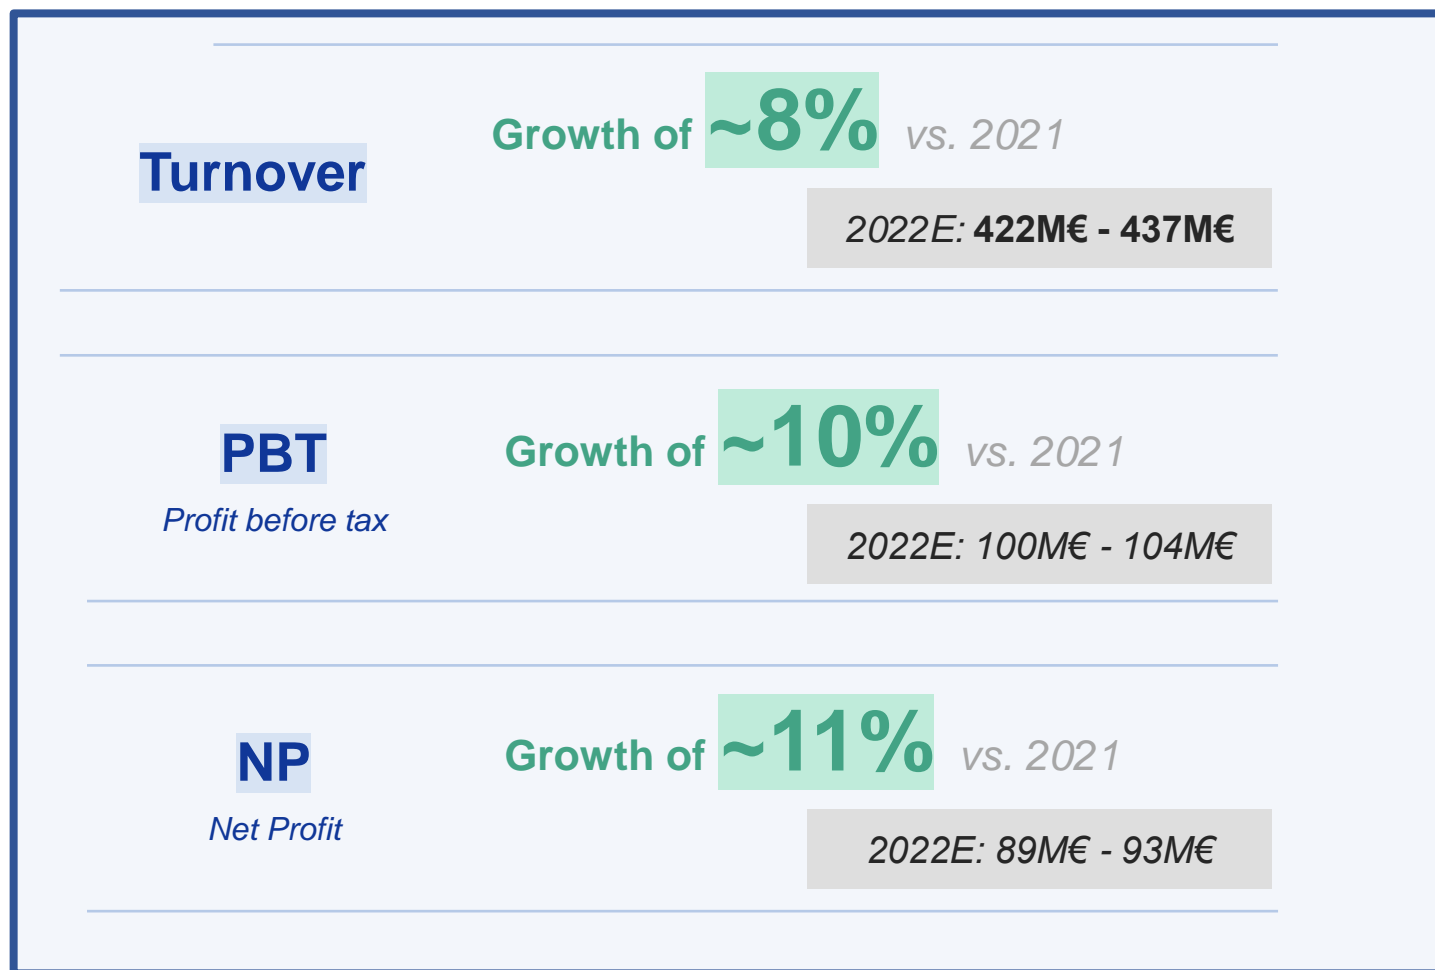 Turnover
Growth of ~8% vs. 2021
2022E: 422M€ - 437M€
PBT
Profit before tax
Growth of ~10% vs. 2021
2022E: 100M€ - 104M€
NP
Net Profit
Growth of ~11% vs. 2021
2022E: 89M€ - 93M€